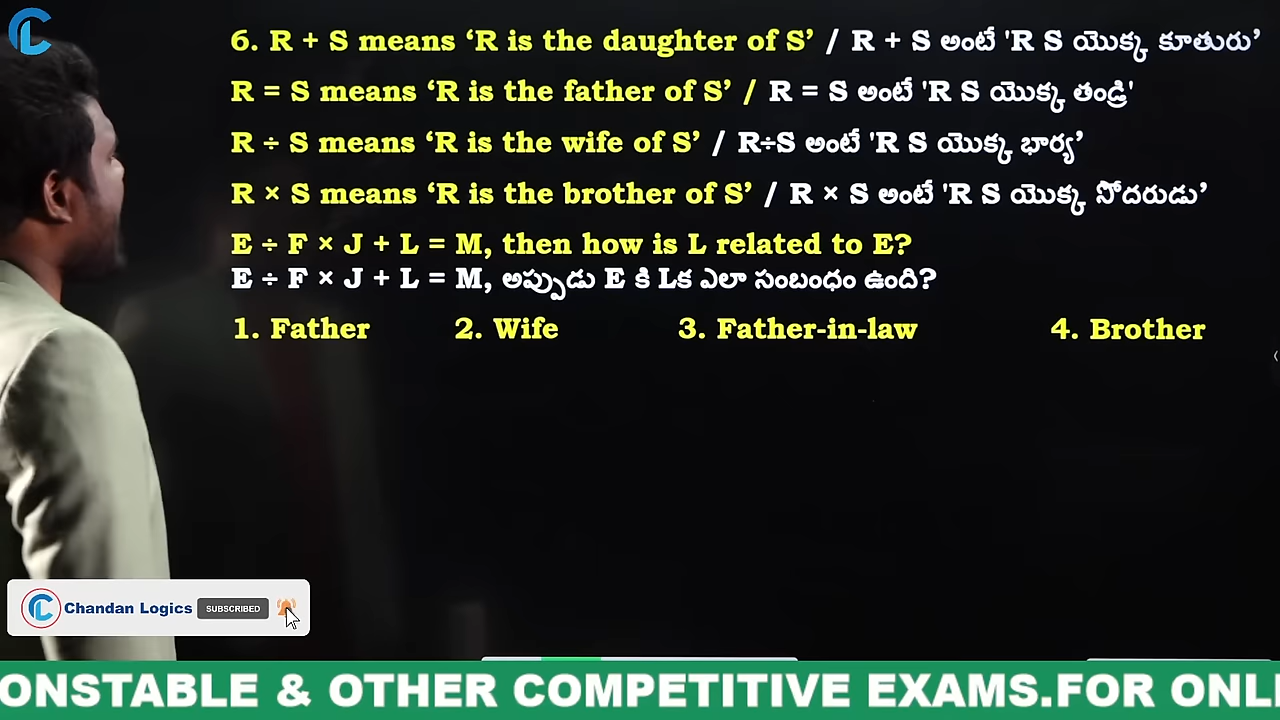 6. R + S means ‘R is the daughter of S’ / R + S అంటే 'R S యొక్క కూతురు’
R = S means ‘R is the father of S’ / R = S అంటే 'R S యొక్క తండ్రి'
R ÷ S means ‘R is the wife of S’ / R÷S అంటే 'R S యొక్క భార్య’
R × S means ‘R is the brother of S’ / R × S అంటే 'R S యొక్క సోదరుడు’
E ÷ F × J + L = M, then how is L related to E?
E ÷ F × J + L = M, అప్పుడు E కి Lక ఎలా సంబంధం ఉంది?
1. Father 2. Wife 3. Father-in-law 4. Brother
Chandan Logics SUBSCRIBED
ONSTABLE & OTHER COMPETITIVE EXAMS.FOR ONLI